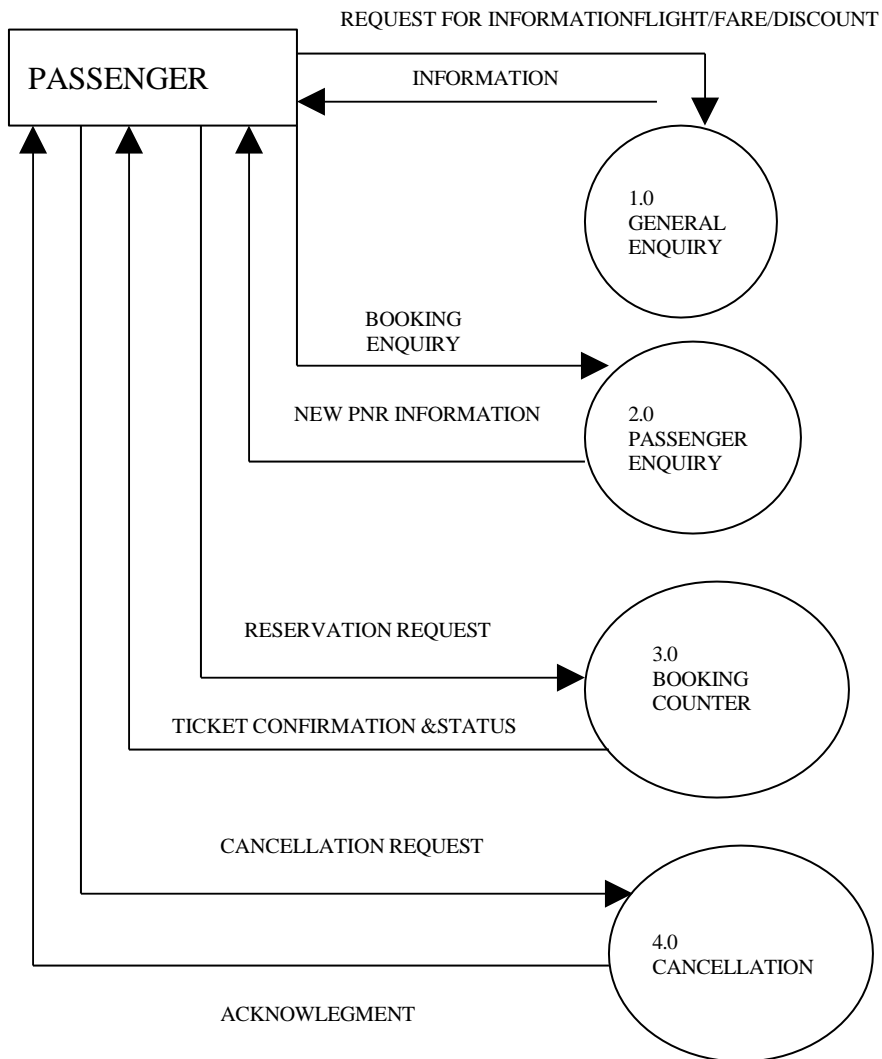 REQUEST FOR INFORMATIONFLIGHT/FARE/DISCOUNT
PASSENGER
INFORMATION
1.0
GENERAL
ENQUIRY
BOOKING
ENQUIRY
NEW PNR INFORMATION
2.0
PASSENGER
ENQUIRY
RESERVATION REQUEST
3.0
BOOKING
COUNTER
TICKET CONFIRMATION &STATUS
CANCELLATION REQUEST
4.0
CANCELLATION
ACKNOWLEGMENT